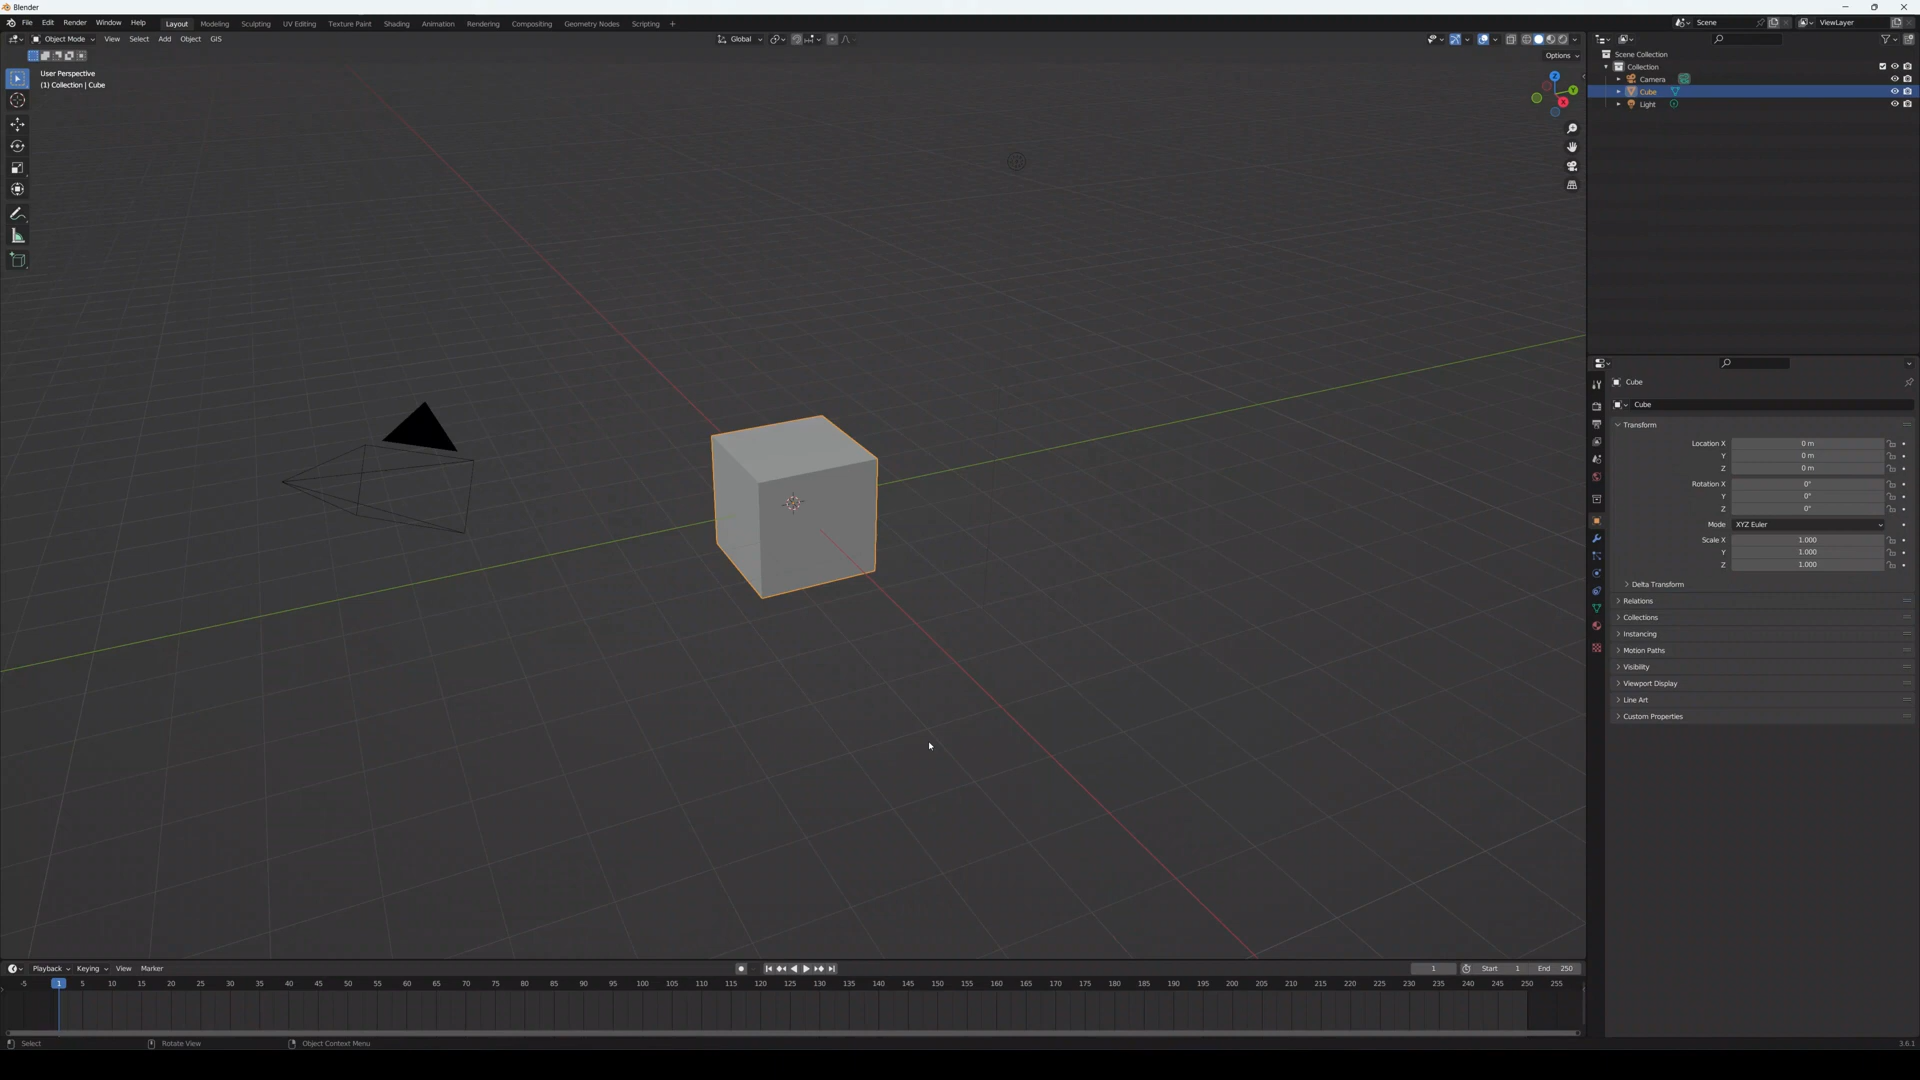 Blender
File Edit Render Window Help Layout Modeling Sculpting UV Editing Texture Paint Shading Animation Rendering Compositing Geometry Nodes Scripting + Scene ViewLayer
Object Mode View Select Add Object GIS Global
Options
User Perspective
(1) Collection | Cube
Z
Y
X
Scene Collection
Collection
Camera
Cube
Light
Cube
Cube
Transform
Location X 0 m
Y 0 m
Z 0 m
Rotation X 0°
Y 0°
Z 0°
Mode XYZ Euler
Scale X 1.000
Y 1.000
Z 1.000
Delta Transform
Relations
Collections
Instancing
Motion Paths
Visibility
Viewport Display
Line Art
Custom Properties
Playback Keying View Marker 1 Start 1 End 250
-5 1 5 10 15 20 25 30 35 40 45 50 55 60 65 70 75 80 85 90 95 100 105 110 115 120 125 130 135 140 145 150 155 160 165 170 175 180 185 190 195 200 205 210 215 220 225 230 235 240 245 250 255
Select Rotate View Object Context Menu 3.6.1